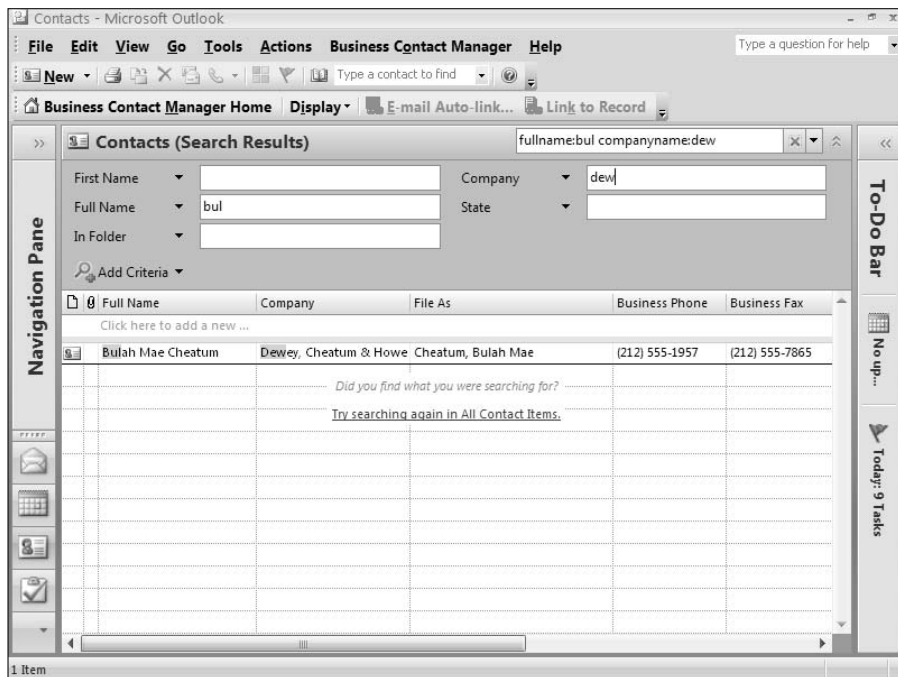 Contacts - Microsoft Outlook
File Edit View Go Tools Actions Business Contact Manager Help Type a question for help
New Type a contact to find
Business Contact Manager Home Display E-mail Auto-link... Link to Record
Contacts (Search Results) fullname:bul companyname:dew
First Name Company dew
Full Name bul State
In Folder
Add Criteria
Full Name Company File As Business Phone Business Fax
Click here to add a new ...
Bulah Mae Cheatum Dewey, Cheatum & Howe Cheatum, Bulah Mae (212) 555-1957 (212) 555-7865
Did you find what you were searching for?
Try searching again in All Contact Items.
Navigation Pane
To-Do Bar
No up...
Today: 9 Tasks
1 Item